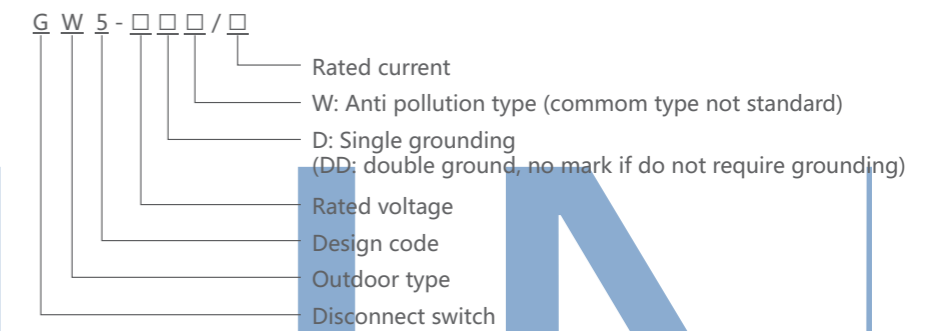 G W 5 - □ □ □ / □
Rated current
W: Anti pollution type (commom type not standard)
D: Single grounding
(DD: double ground, no mark if do not require grounding)
Rated voltage
Design code
Outdoor type
Disconnect switch